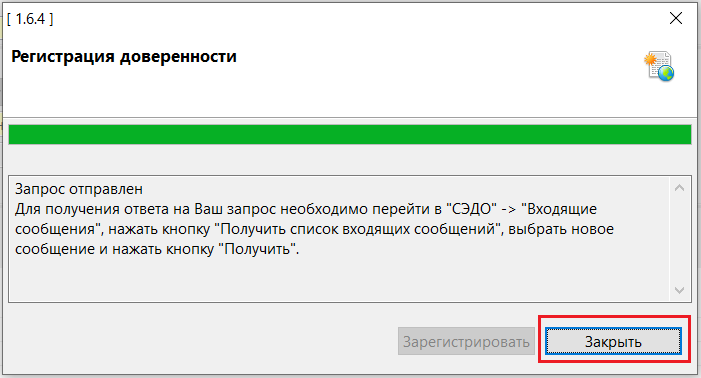 [ 1.6.4 ]
Регистрация доверенности
Запрос отправлен
Для получения ответа на Ваш запрос необходимо перейти в "СЭДО" -> "Входящие
сообщения", нажать кнопку "Получить список входящих сообщений", выбрать новое
сообщение и нажать кнопку "Получить".
Зарегистрировать
Закрыть